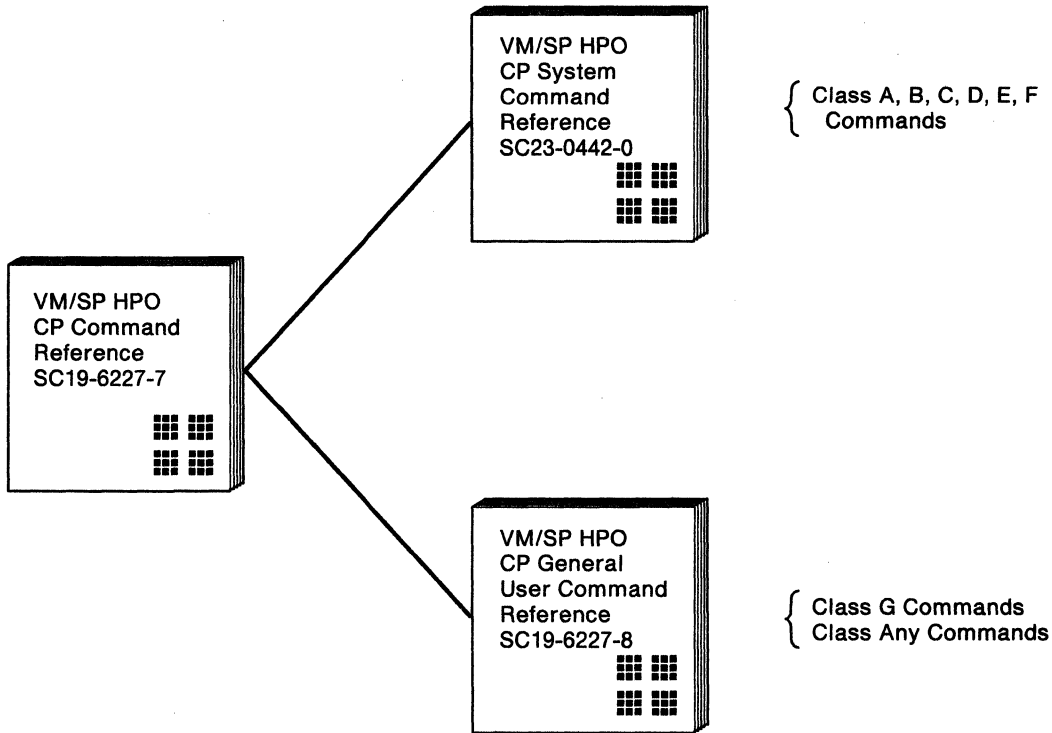 VM/SP HPO
CP System
Command
Reference
SC23-0442-0
Class A, B, C, D, E, F
Commands
VM/SP HPO
CP Command
Reference
SC19-6227-7
VM/SP HPO
CP General
User Command
Reference
SC19-6227-8
Class G Commands
Class Any Commands